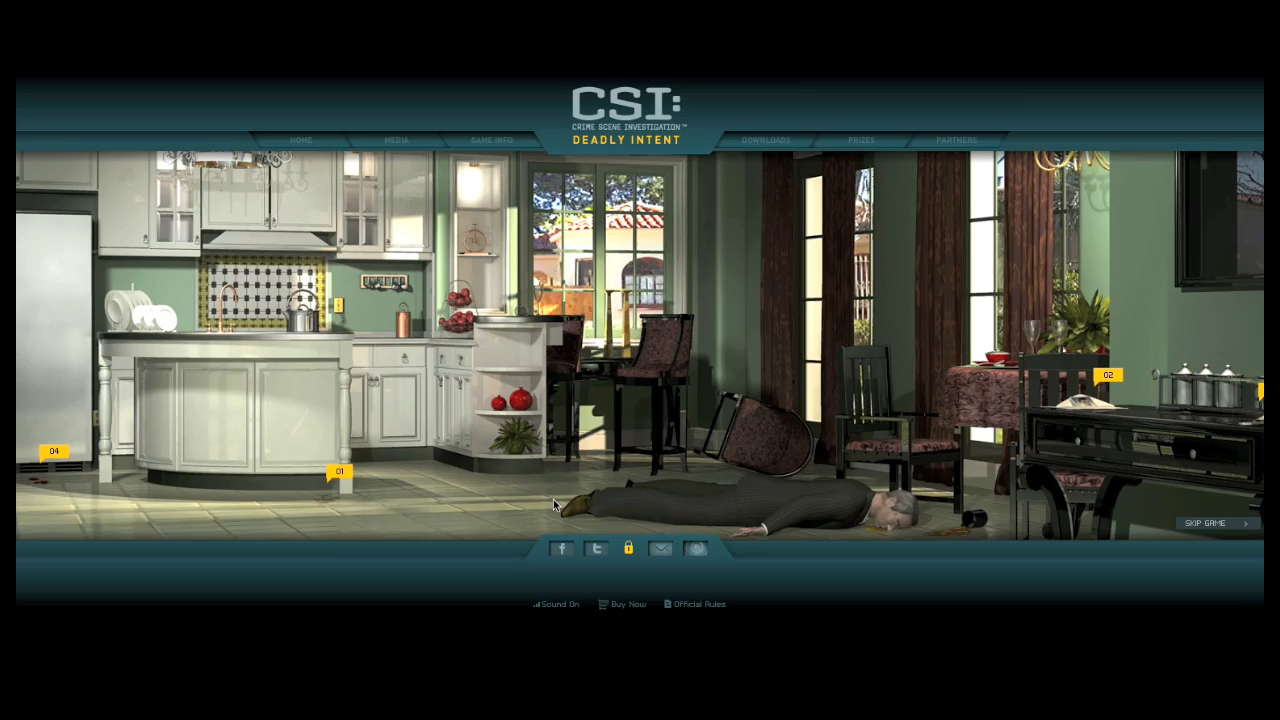 CSI:
CRIME SCENE INVESTIGATION™
DEADLY INTENT
HOME MEDIA GAME INFO DOWNLOADS PRIZES PARTNERS
02
04
01
SKIP GAME >
f t
Sound On Buy Now Official Rules